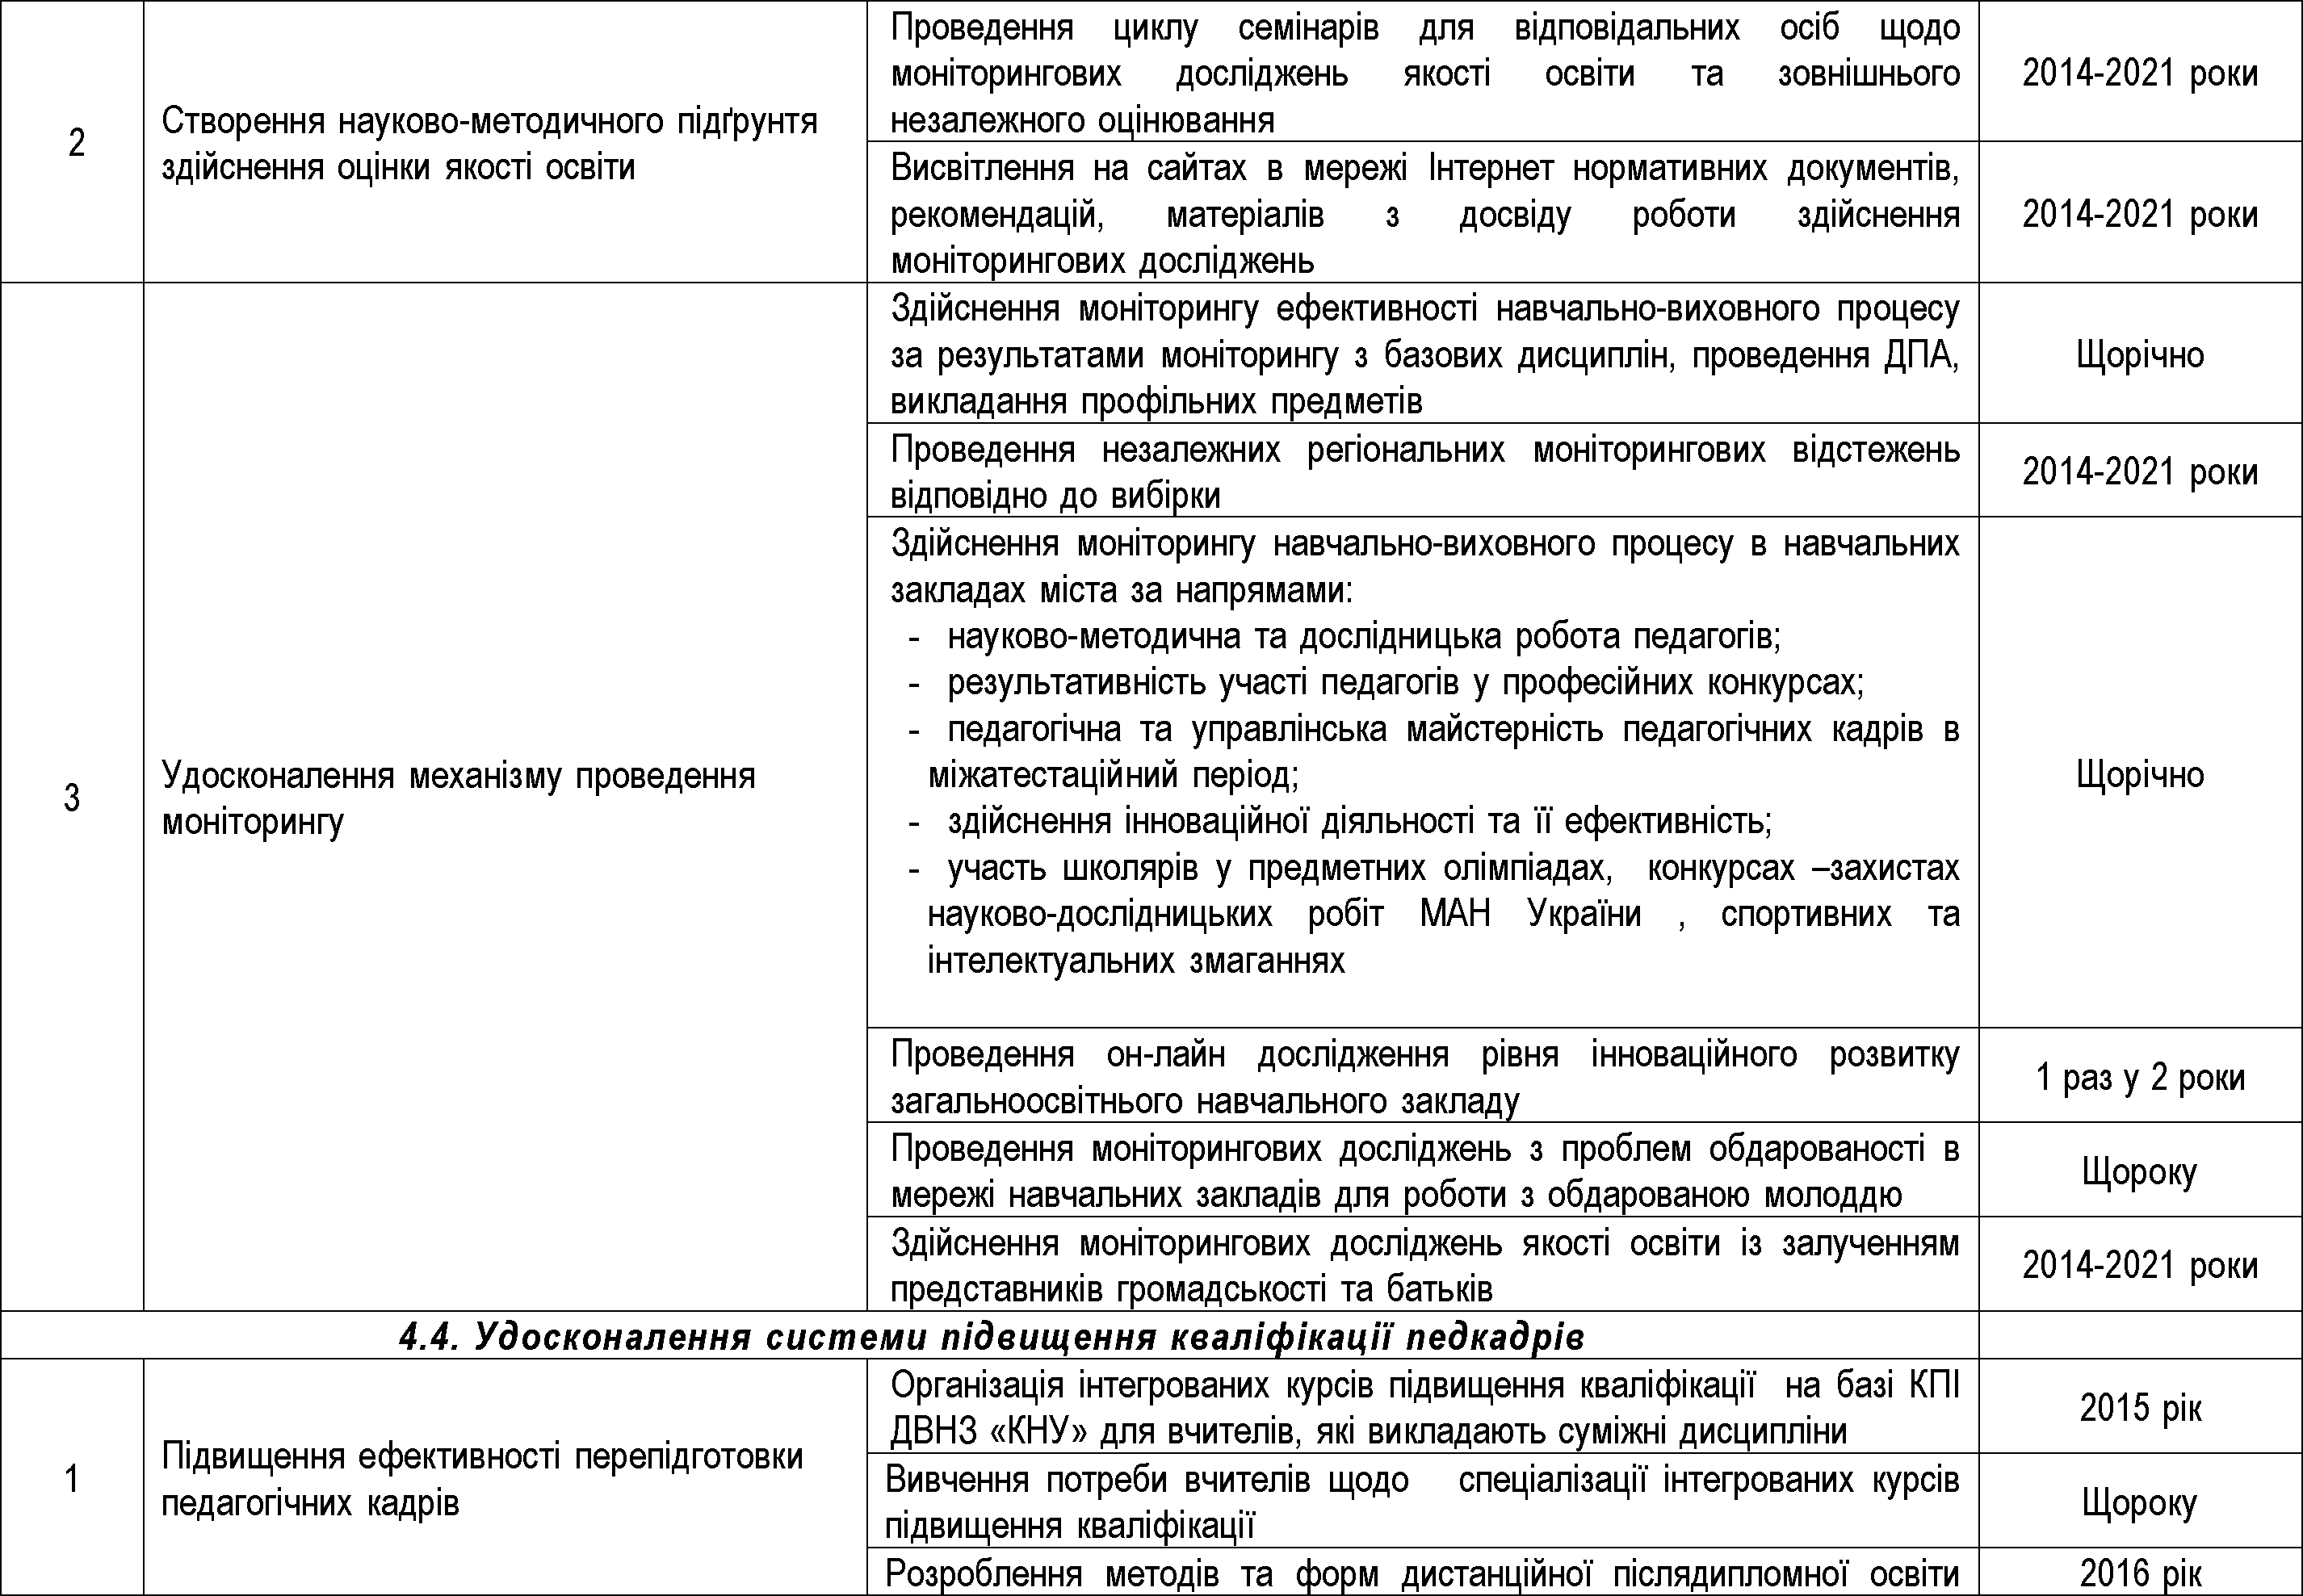 2
Створення науково-методичного підґрунтя
здійснення оцінки якості освіти
Проведення циклу семінарів для відповідальних осіб щодо
моніторингових досліджень якості освіти та зовнішнього
незалежного оцінювання
2014-2021 роки
Висвітлення на сайтах в мережі Інтернет нормативних документів,
рекомендацій, матеріалів з досвіду роботи здійснення
моніторингових досліджень
2014-2021 роки
3
Удосконалення механізму проведення
моніторингу
Здійснення моніторингу ефективності навчально-виховного процесу
за результатами моніторингу з базових дисциплін, проведення ДПА,
викладання профільних предметів
Щорічно
Проведення незалежних регіональних моніторингових відстежень
відповідно до вибірки
2014-2021 роки
Здійснення моніторингу навчально-виховного процесу в навчальних
закладах міста за напрямами:
- науково-методична та дослідницька робота педагогів;
- результативність участі педагогів у професійних конкурсах;
- педагогічна та управлінська майстерність педагогічних кадрів в
міжатестаційний період;
- здійснення інноваційної діяльності та її ефективність;
- участь школярів у предметних олімпіадах, конкурсах –захистах
науково-дослідницьких робіт МАН України , спортивних та
інтелектуальних змаганнях
Щорічно
Проведення он-лайн дослідження рівня інноваційного розвитку
загальноосвітнього навчального закладу
1 раз у 2 роки
Проведення моніторингових досліджень з проблем обдарованості в
мережі навчальних закладів для роботи з обдарованою молоддю
Щороку
Здійснення моніторингових досліджень якості освіти із залученням
представників громадськості та батьків
2014-2021 роки
4.4. Удосконалення системи підвищення кваліфікації педкадрів
1
Підвищення ефективності перепідготовки
педагогічних кадрів
Організація інтегрованих курсів підвищення кваліфікації на базі КПІ
ДВНЗ «КНУ» для вчителів, які викладають суміжні дисципліни
2015 рік
Вивчення потреби вчителів щодо спеціалізації інтегрованих курсів
підвищення кваліфікації
Щороку
Розроблення методів та форм дистанційної післядипломної освіти
2016 рік